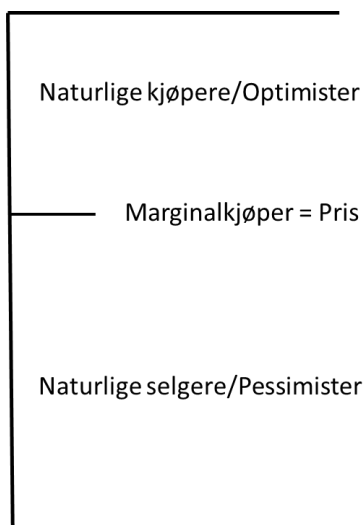 Naturlige kjøpere/Optimister
Marginalkjøper = Pris
Naturlige selgere/Pessimister